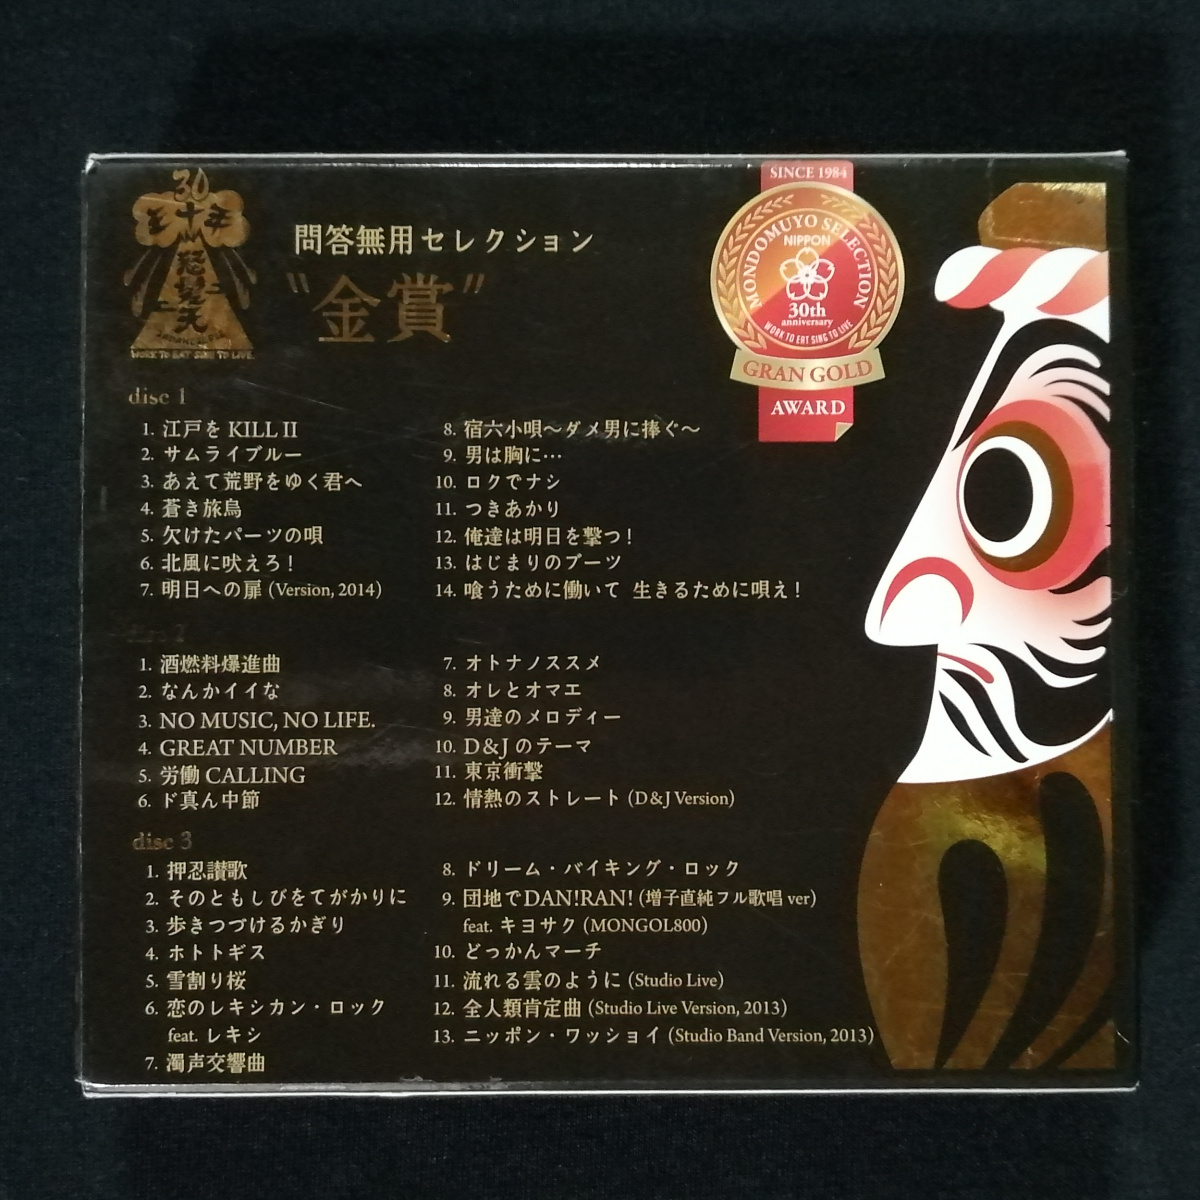 30
怒髪天
WORK TO EAT SING TO LIVE.
問答無用セレクション
"金賞"
SINCE 1984
MONDOMUYO SELECTION
NIPPON
30th
anniversary
WORK TO EAT SING TO LIVE
GRAN GOLD
AWARD
disc 1
1. 江戸を KILL II
2. サムライブルー
3. あえて荒野をゆく君へ
4. 蒼き旅烏
5. 欠けたパーツの唄
6. 北風に吠えろ!
7. 明日への扉 (Version, 2014)
8. 宿六小唄〜ダメ男に捧ぐ〜
9. 男は胸に…
10. ロクでナシ
11. つきあかり
12. 俺達は明日を撃つ!
13. はじまりのブーツ
14. 喰うために働いて 生きるために唄え!
disc 2
1. 酒燃料爆進曲
2. なんかイイな
3. NO MUSIC, NO LIFE.
4. GREAT NUMBER
5. 労働 CALLING
6. ド真ん中節
7. オトナノススメ
8. オレとオマエ
9. 男達のメロディー
10. D&J のテーマ
11. 東京衝撃
12. 情熱のストレート (D&J Version)
disc 3
1. 押忍讃歌
2. そのともしびをてがかりに
3. 歩きつづけるかぎり
4. ホトトギス
5. 雪割り桜
6. 恋のレキシカン・ロック
feat. レキシ
7. 濁声交響曲
8. ドリーム・バイキング・ロック
9. 団地でDAN!RAN! (増子直純フル歌唱 ver)
feat. キヨサク (MONGOL800)
10. どっかんマーチ
11. 流れる雲のように (Studio Live)
12. 全人類肯定曲 (Studio Live Version, 2013)
13. ニッポン・ワッショイ (Studio Band Version, 2013)